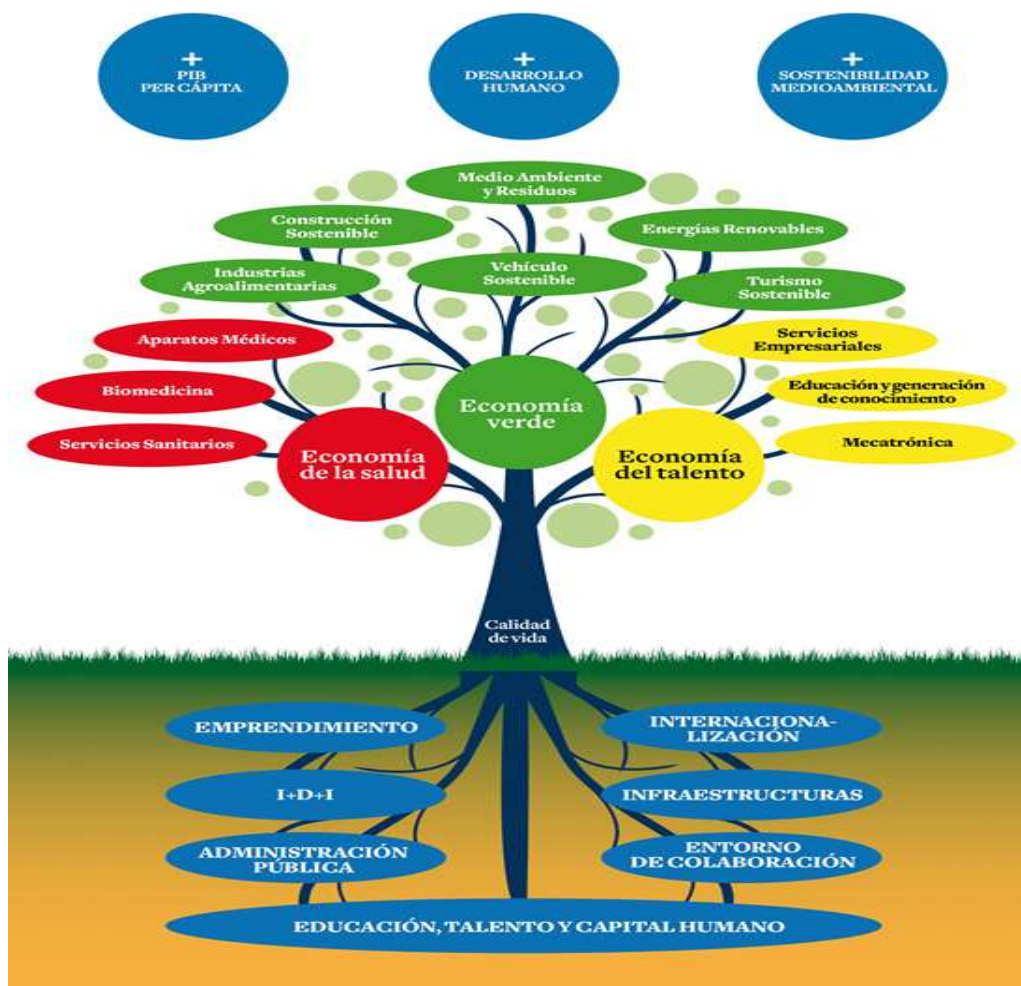 +
PIB
PER CÁPITA
+
DESARROLLO
HUMANO
+
SOSTENIBILIDAD
MEDIOAMBIENTAL
Medio Ambiente
y Residuos
Construcción
Sostenible
Energías Renovables
Industrias
Agroalimentarias
Vehículo
Sostenible
Turismo
Sostenible
Aparatos Médicos
Servicios
Empresariales
Biomedicina
Educación y generación
de conocimiento
Servicios Sanitarios
Mecatrónica
Economía
verde
Economía
de la salud
Economía
del talento
Calidad
de vida
EMPRENDIMIENTO
INTERNACIONA-
LIZACIÓN
I+D+I
INFRAESTRUCTURAS
ADMINISTRACIÓN
PÚBLICA
ENTORNO
DE COLABORACIÓN
EDUCACIÓN, TALENTO Y CAPITAL HUMANO